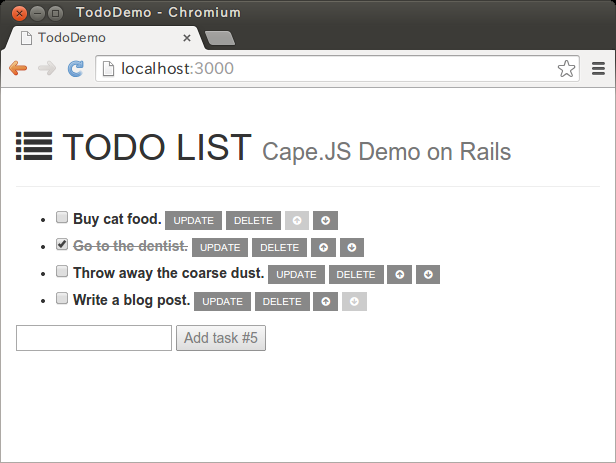 TodoDemo - Chromium
TodoDemo
localhost:3000
TODO LIST Cape.JS Demo on Rails
Buy cat food. UPDATE DELETE
Go to the dentist. UPDATE DELETE
Throw away the coarse dust. UPDATE DELETE
Write a blog post. UPDATE DELETE
Add task #5